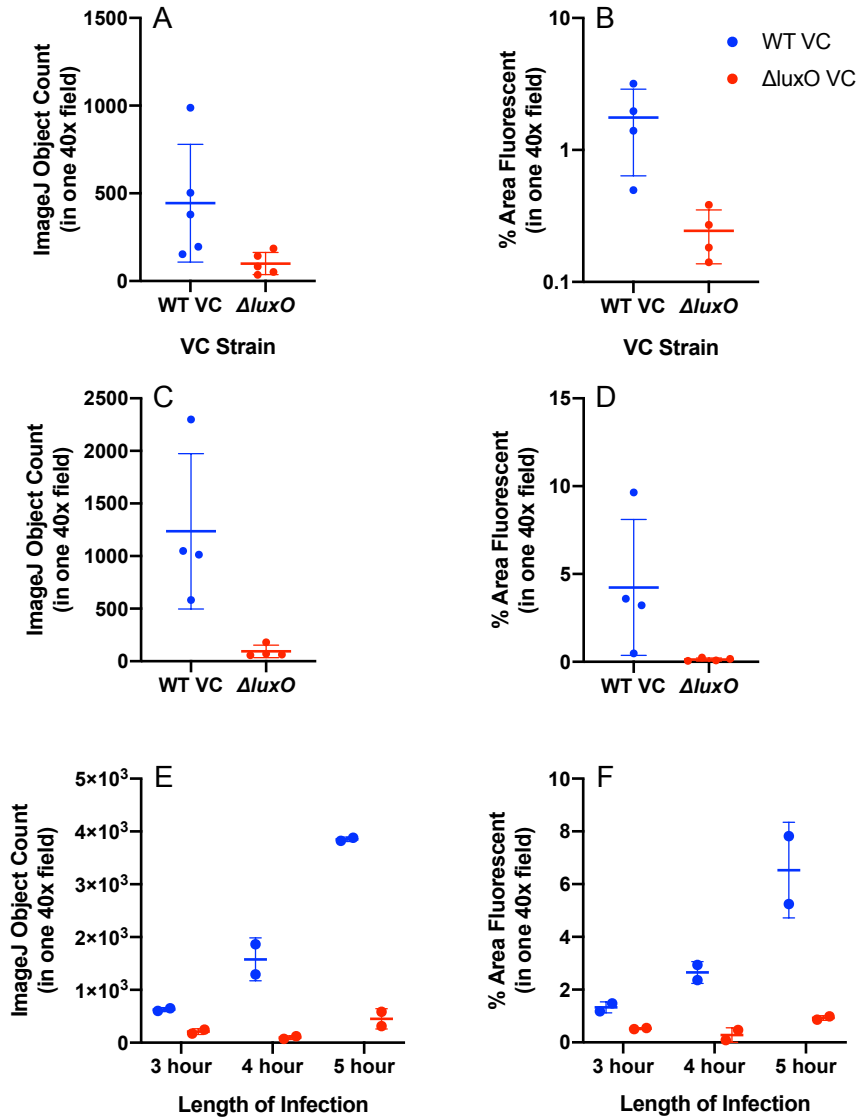 A
ImageJ Object Count
(in one 40x field)
1500
1000
500
0
WT VC ΔluxO
VC Strain
B
% Area Fluorescent
(in one 40x field)
10
1
0.1
WT VC ΔluxO
VC Strain
WT VC
ΔluxO VC
C
ImageJ Object Count
(in one 40x field)
2500
2000
1500
1000
500
0
WT VC ΔluxO
D
% Area Fluorescent
(in one 40x field)
15
10
5
0
WT VC ΔluxO
E
ImageJ Object Count
(in one 40x field)
5×10³
4×10³
3×10³
2×10³
1×10³
0
3 hour 4 hour 5 hour
Length of Infection
F
% Area Fluorescent
(in one 40x field)
10
8
6
4
2
0
3 hour 4 hour 5 hour
Length of Infection